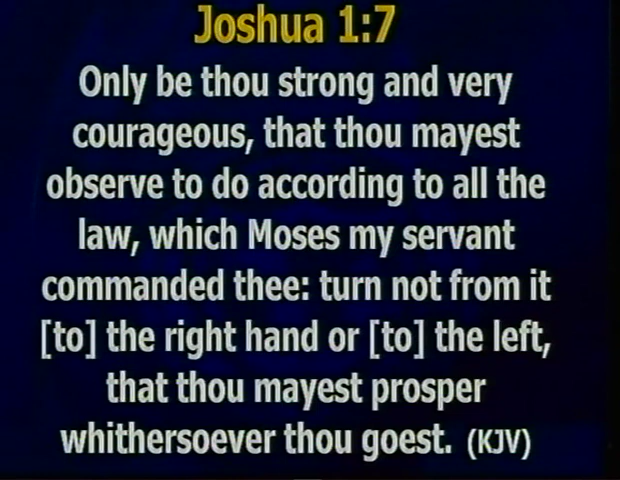 Joshua 1:7
Only be thou strong and very
courageous, that thou mayest
observe to do according to all the
law, which Moses my servant
commanded thee: turn not from it
[to] the right hand or [to] the left,
that thou mayest prosper
whithersoever thou goest. (KJV)